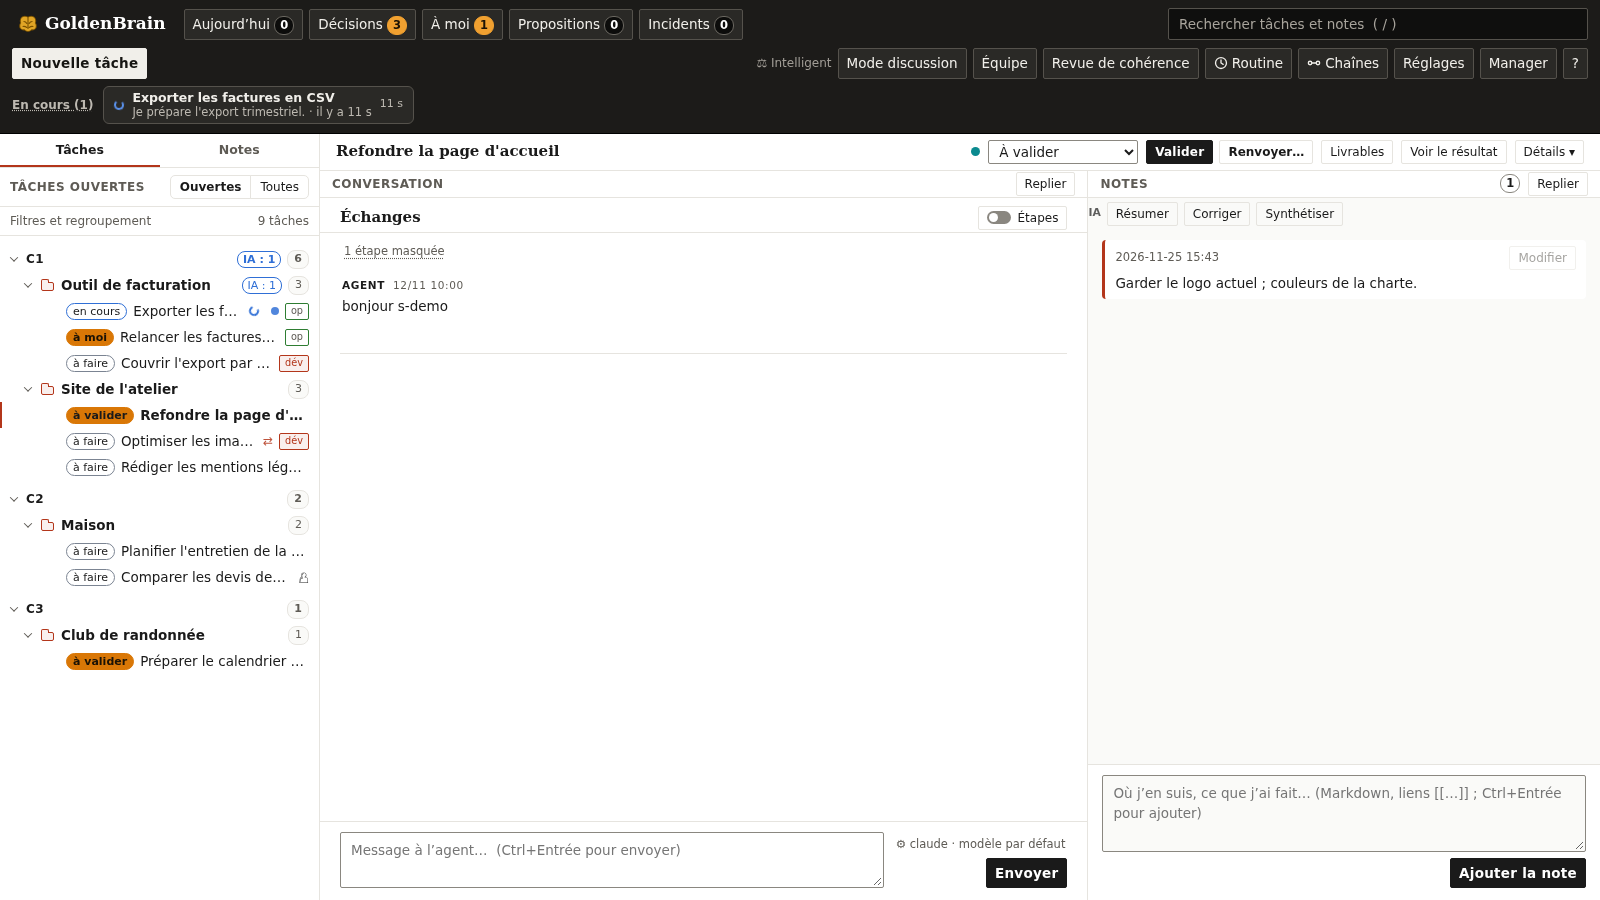 GoldenBrain
Aujourd’hui 0
Décisions 3
À moi 1
Propositions 0
Incidents 0
Rechercher tâches et notes ( / )
Nouvelle tâche
Intelligent
Mode discussion
Équipe
Revue de cohérence
Routine
Chaînes
Réglages
Manager
?
En cours (1)
Exporter les factures en CSV
Je prépare l'export trimestriel. · il y a 11 s
11 s
Tâches
Notes
TÂCHES OUVERTES
Ouvertes
Toutes
Filtres et regroupement
9 tâches
C1 IA : 1 6
Outil de facturation IA : 1 3
en cours Exporter les f… op
à moi Relancer les factures… op
à faire Couvrir l'export par … dév
Site de l'atelier 3
à valider Refondre la page d'…
à faire Optimiser les ima… ⇄ dév
à faire Rédiger les mentions lég…
C2 2
Maison 2
à faire Planifier l'entretien de la …
à faire Comparer les devis de…
C3 1
Club de randonnée 1
à valider Préparer le calendrier …
Refondre la page d'accueil
À valider
Valider
Renvoyer…
Livrables
Voir le résultat
Détails ▾
CONVERSATION
Replier
Échanges
Étapes
1 étape masquée
AGENT 12/11 10:00
bonjour s-demo
Message à l’agent… (Ctrl+Entrée pour envoyer)
claude · modèle par défaut
Envoyer
NOTES
1
Replier
IA
Résumer
Corriger
Synthétiser
2026-11-25 15:43
Modifier
Garder le logo actuel ; couleurs de la charte.
Où j’en suis, ce que j’ai fait… (Markdown, liens [[…]] ; Ctrl+Entrée
pour ajouter)
Ajouter la note